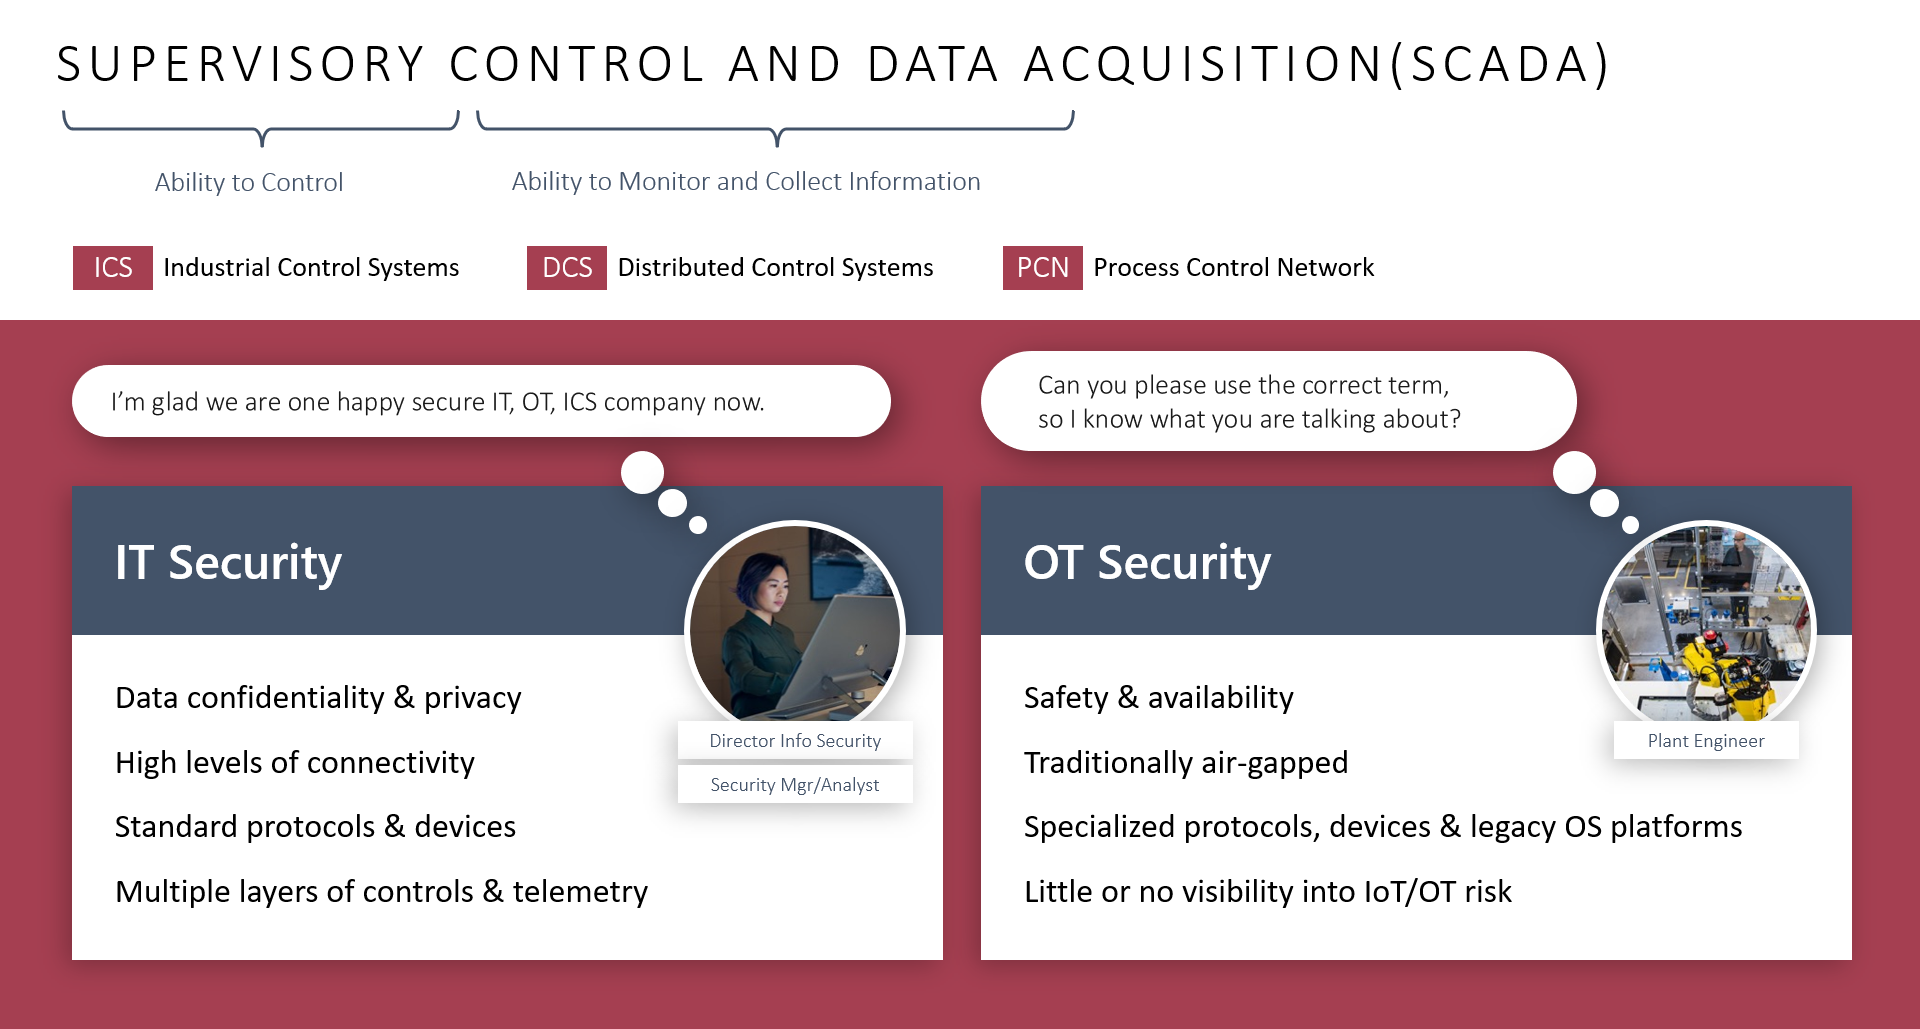 SUPERVISORY CONTROL AND DATA ACQUISITION(SCADA)
Ability to Control
Ability to Monitor and Collect Information
ICS Industrial Control Systems
DCS Distributed Control Systems
PCN Process Control Network
I’m glad we are one happy secure IT, OT, ICS company now.
IT Security
Director Info Security
Security Mgr/Analyst
Data confidentiality & privacy
High levels of connectivity
Standard protocols & devices
Multiple layers of controls & telemetry
Can you please use the correct term,
so I know what you are talking about?
OT Security
Plant Engineer
Safety & availability
Traditionally air-gapped
Specialized protocols, devices & legacy OS platforms
Little or no visibility into IoT/OT risk